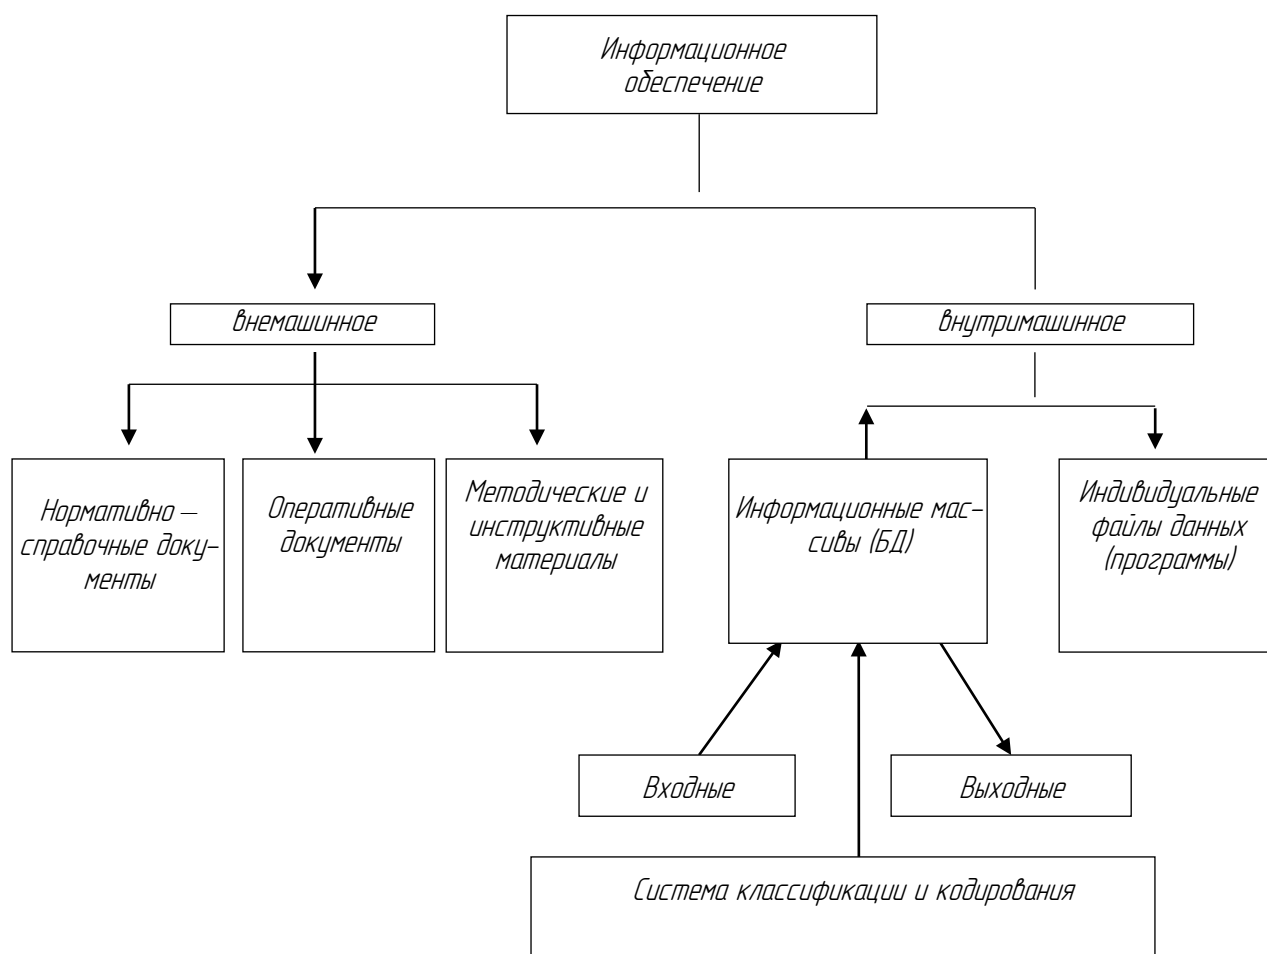 Информационное
обеспечение
внемашинное
внутримашинное
Нормативно –
справочные доку-
менты
Оперативные
документы
Методические и
инструктивные
материалы
Информационные мас-
сивы (БД)
Индивидуальные
файлы данных
(программы)
Входные
Выходные
Система классификации и кодирования